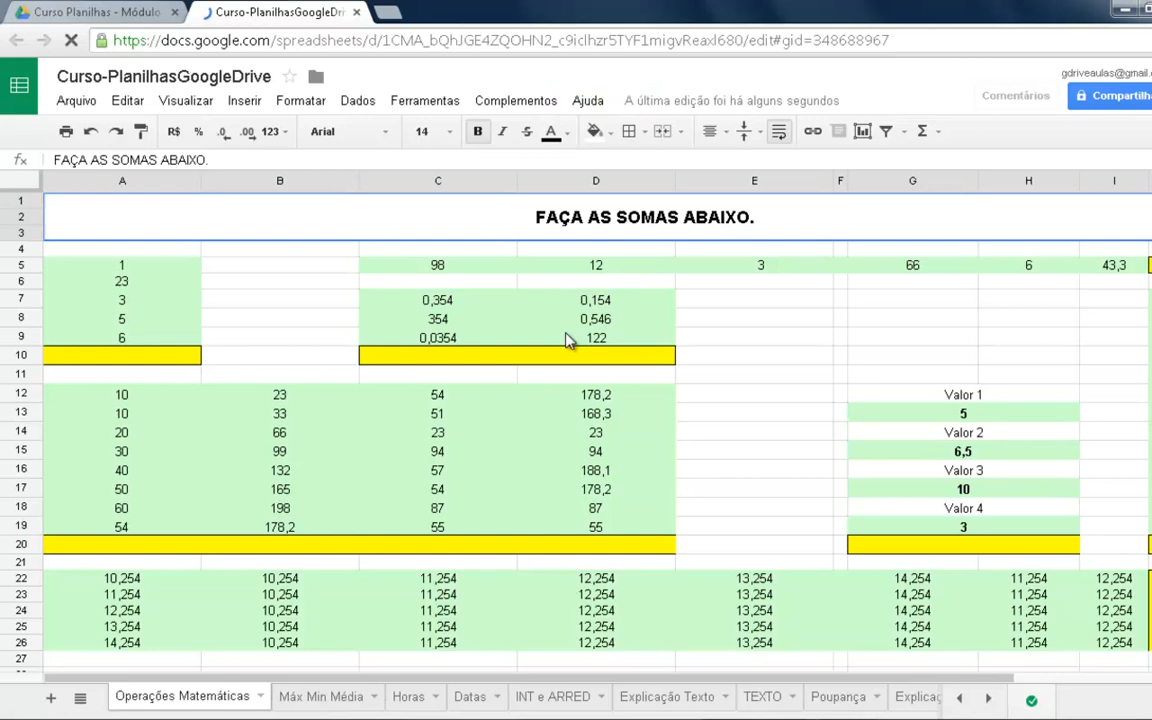 Curso Planilhas - Módulo
Curso-PlanilhasGoogleDri
https://docs.google.com/spreadsheets/d/1CMA_bQhJGE4ZQOHN2_c9iclhzr5TYF1migvReaxl680/edit#gid=348688967
Curso-PlanilhasGoogleDrive
gdriveaulas@gmail.c
Arquivo Editar Visualizar Inserir Formatar Dados Ferramentas Complementos Ajuda A última edição foi há alguns segundos
Comentários Compartilh
R$ % .0 .00 123 Arial 14 B I S A Σ
fx FAÇA AS SOMAS ABAIXO.
A B C D E F G H I
1
2 FAÇA AS SOMAS ABAIXO.
3
4
5 1 98 12 3 66 6 43,3
6 23
7 3 0,354 0,154
8 5 354 0,546
9 6 0,0354 122
10
11
12 10 23 54 178,2 Valor 1
13 10 33 51 168,3 5
14 20 66 23 23 Valor 2
15 30 99 94 94 6,5
16 40 132 57 188,1 Valor 3
17 50 165 54 178,2 10
18 60 198 87 87 Valor 4
19 54 178,2 55 55 3
20
21
22 10,254 10,254 11,254 12,254 13,254 14,254 11,254 12,254
23 11,254 10,254 11,254 12,254 13,254 14,254 11,254 12,254
24 12,254 10,254 11,254 12,254 13,254 14,254 11,254 12,254
25 13,254 10,254 11,254 12,254 13,254 14,254 11,254 12,254
26 14,254 10,254 11,254 12,254 13,254 14,254 11,254 12,254
27
Operações Matemáticas Máx Min Média Horas Datas INT e ARRED Explicação Texto TEXTO Poupança Explicaç